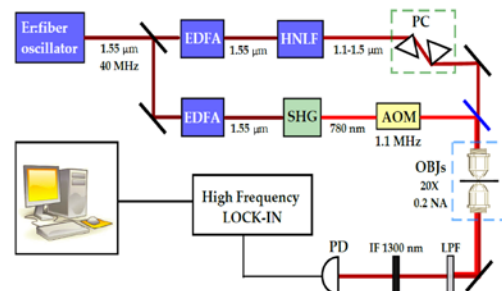 Er:fiber
oscillator
1.55 µm
40 MHz
EDFA
1.55 µm
HNLF
1.1-1.5 µm
PC
EDFA
1.55 µm
SHG
780 nm
AOM
1.1 MHz
OBJs
20X
0.2 NA
High Frequency
LOCK-IN
PD
IF 1300 nm
LPF